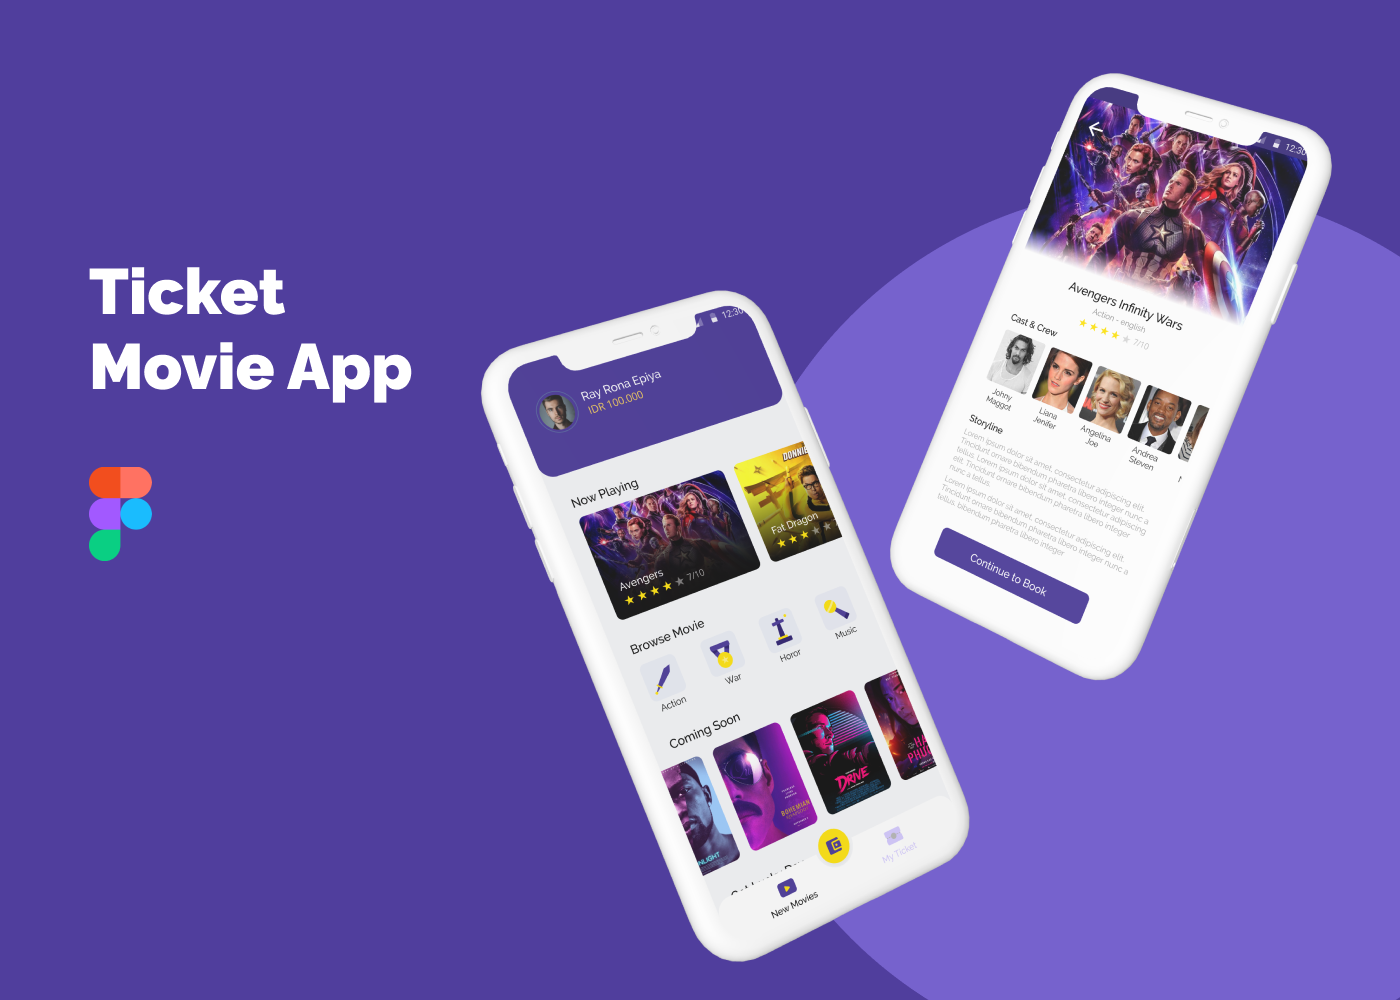 Ticket
Movie App
12:30
Ray Rona Epiya
IDR 100.000
Now Playing
Avengers
7/10
DONNIE
Fat Dragon
Browse Movie
Action
War
Horor
Music
Coming Soon
NLIGHT
BOHEMIAN
DRIVE
New Movies
My Ticket
12:30
Avengers Infinity Wars
Action - english
7/10
Cast & Crew
Johny
Maggot
Liana
Jenifer
Angelina
Joe
Andrea
Steven
Storyline
Lorem ipsum dolor sit amet, consectetur adipiscing elit.
Tincidunt ornare bibendum pharetra libero integer nunc a
tellus. Lorem ipsum dolor sit amet, consectetur adipiscing
elit. Tincidunt ornare bibendum pharetra libero integer
nunc a tellus.
Lorem ipsum dolor sit amet, consectetur adipiscing elit.
Tincidunt ornare bibendum pharetra libero integer nunc a
tellus. bibendum pharetra libero integer
Continue to Book